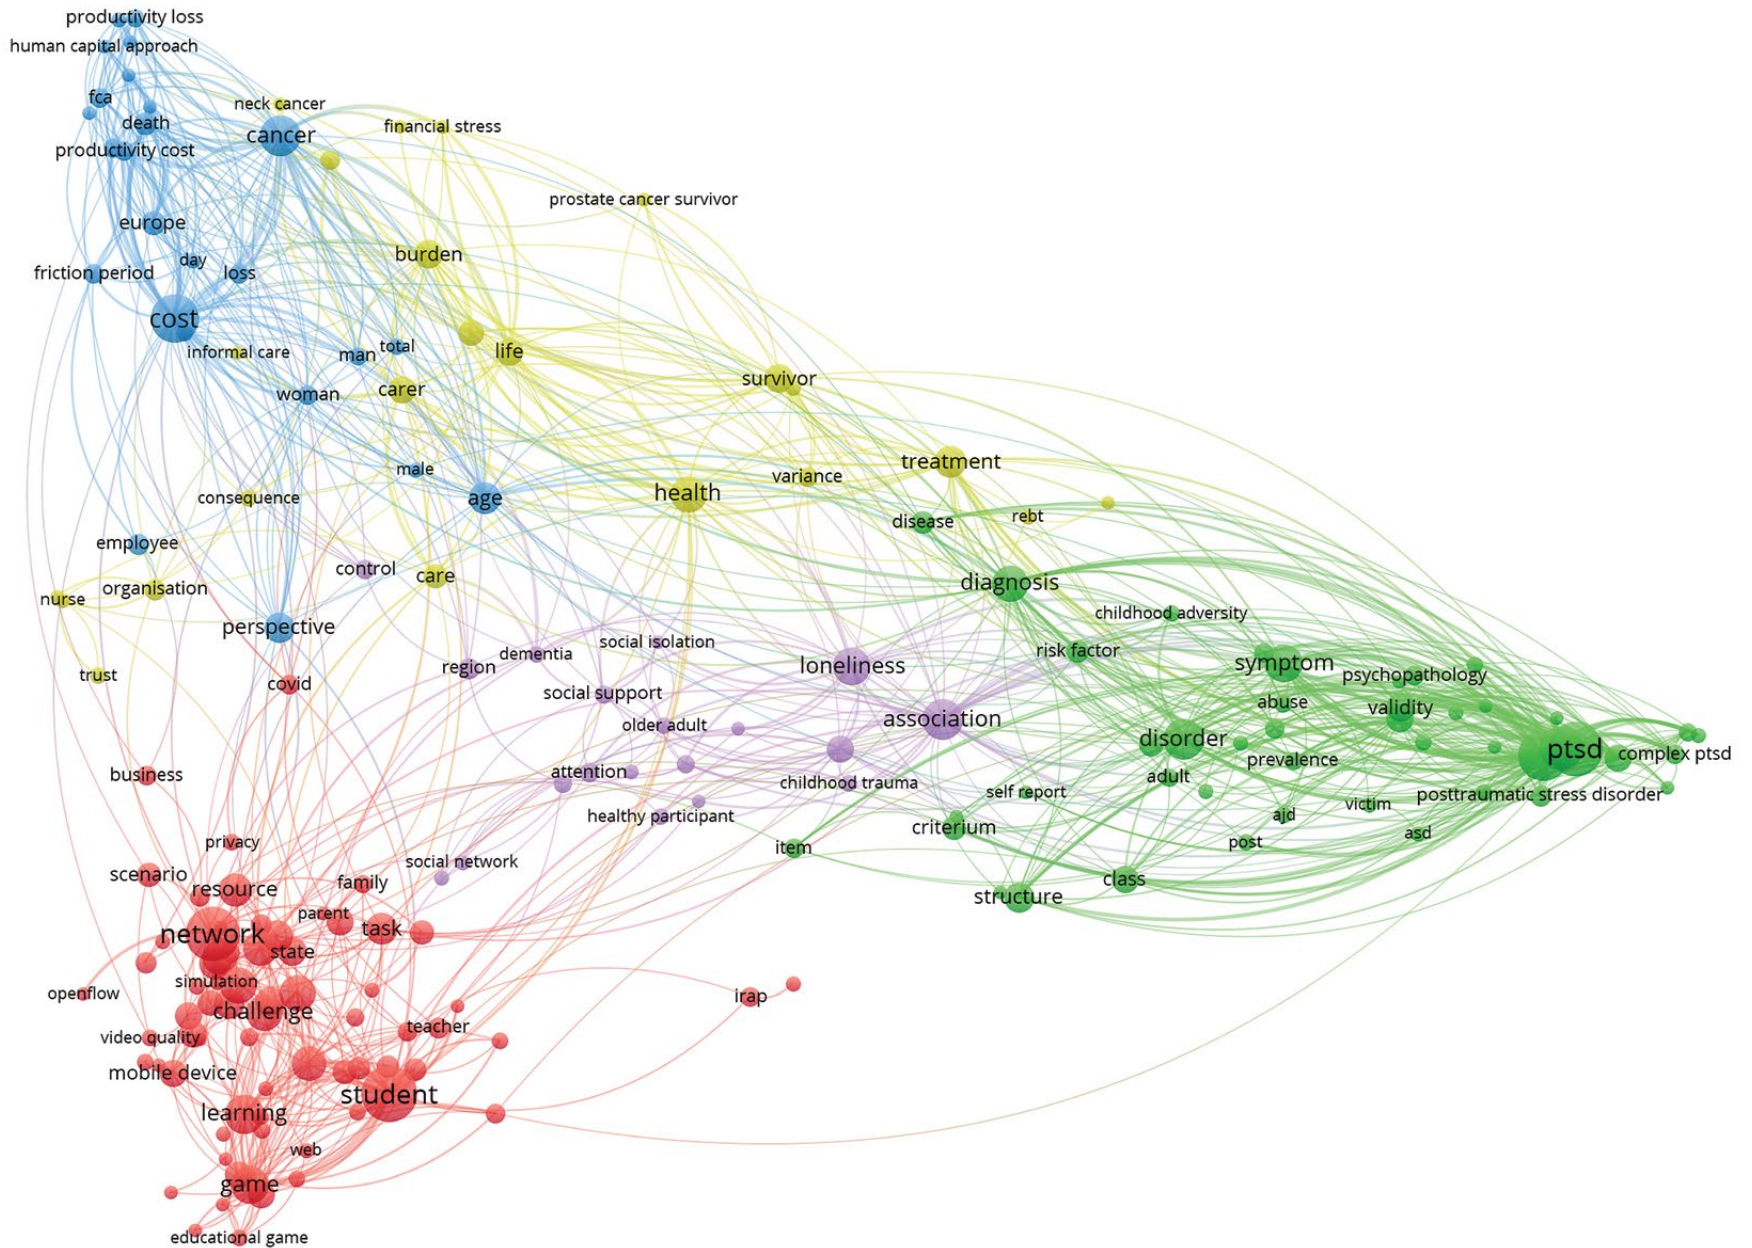 productivity loss
human capital approach
fca
neck cancer
death
cancer
financial stress
productivity cost
prostate cancer survivor
europe
burden
day
friction period
loss
cost
informal care
man
total
life
survivor
woman
carer
treatment
male
variance
consequence
age
health
rebt
disease
employee
control
care
diagnosis
organisation
nurse
childhood adversity
perspective
social isolation
risk factor
dementia
region
loneliness
symptom
trust
covid
psychopathology
social support
abuse
validity
older adult
association
disorder
ptsd
complex ptsd
prevalence
business
attention
childhood trauma
adult
self report
posttraumatic stress disorder
victim
healthy participant
ajd
criterium
asd
privacy
item
post
social network
scenario
resource
family
class
structure
parent
network
task
state
simulation
openflow
irap
challenge
teacher
video quality
mobile device
student
learning
web
game
educational game